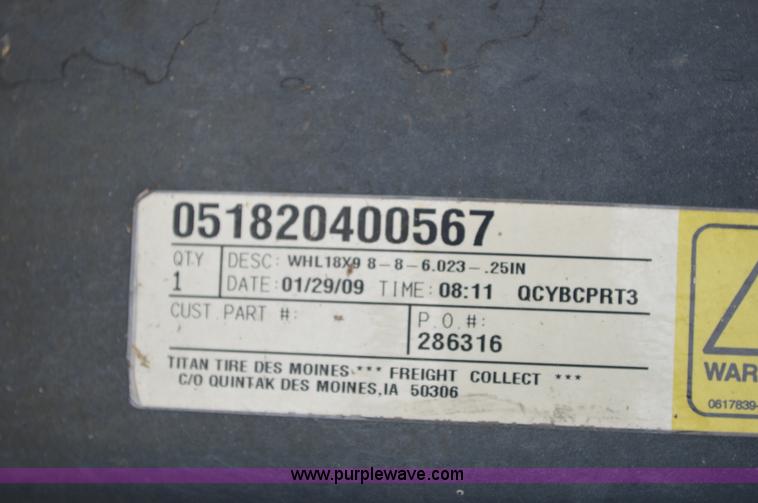 051820400567
QTY DESC: WHL18X9 8-8-6.023-.25IN
1 DATE: 01/29/09 TIME: 08:11 QCYBCPRT3
CUST. PART #: P.O.#:
286316
TITAN TIRE DES MOINES *** FREIGHT COLLECT ***
C/O QUINTAK DES MOINES,IA 50306
WAR
0617839-
www.purplewave.com